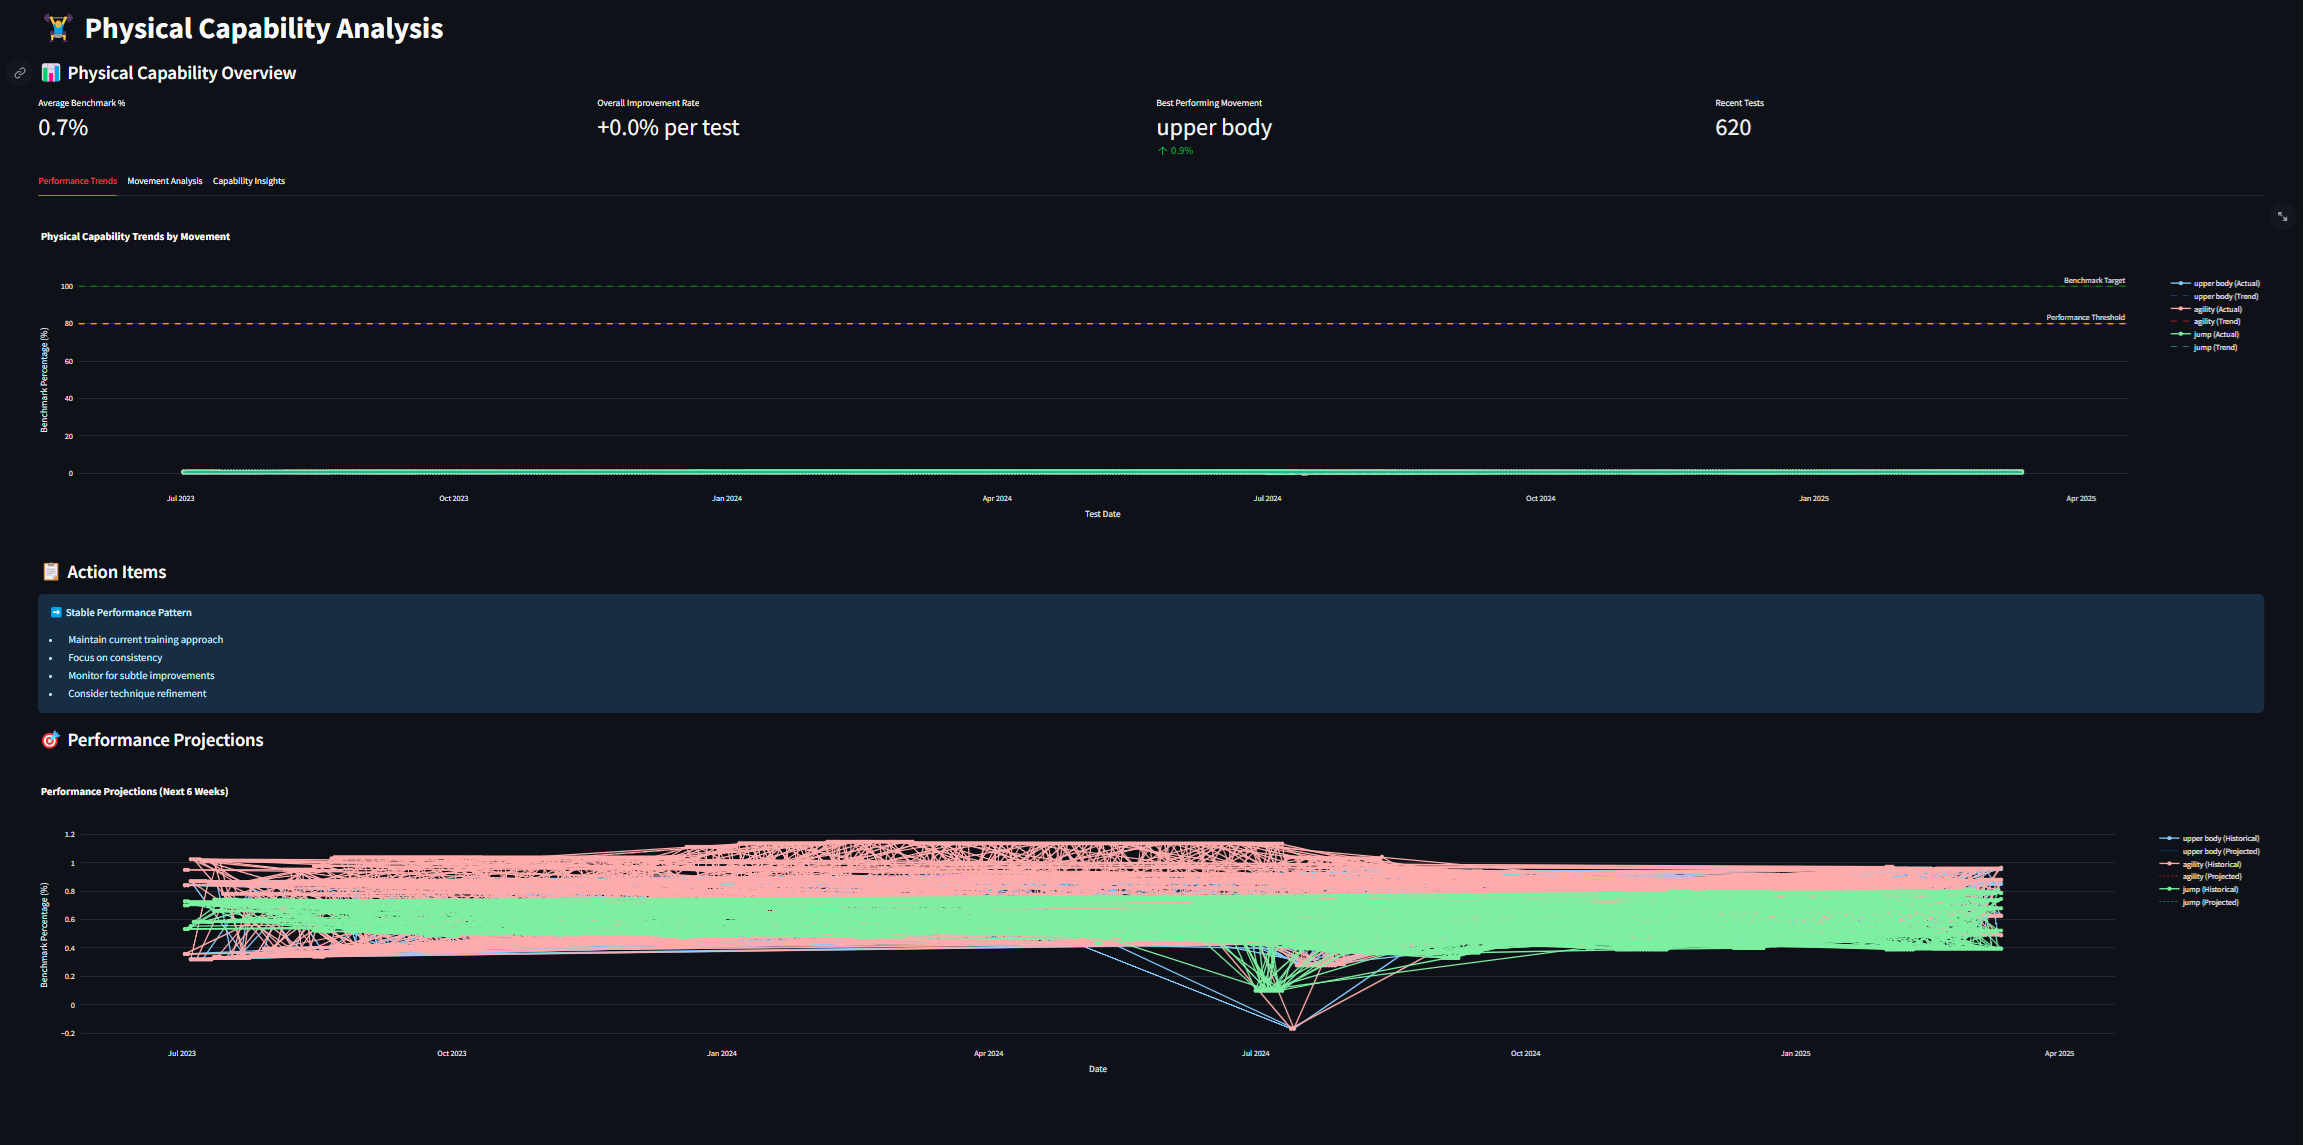 Physical Capability Analysis
Physical Capability Overview
Average Benchmark %
0.7%
Overall Improvement Rate
+0.0% per test
Best Performing Movement
upper body
↑ 0.9%
Recent Tests
620
Performance Trends Movement Analysis Capability Insights
Physical Capability Trends by Movement
Benchmark Target
Performance Threshold
100
80
60
40
20
0
Benchmark Percentage (%)
Jul 2023 Oct 2023 Jan 2024 Apr 2024 Jul 2024 Oct 2024 Jan 2025 Apr 2025
Test Date
upper body (Actual)
upper body (Trend)
agility (Actual)
agility (Trend)
jump (Actual)
jump (Trend)
Action Items
Stable Performance Pattern
• Maintain current training approach
• Focus on consistency
• Monitor for subtle improvements
• Consider technique refinement
Performance Projections
Performance Projections (Next 6 Weeks)
1.2
1
0.8
0.6
0.4
0.2
0
−0.2
Benchmark Percentage (%)
Jul 2023 Oct 2023 Jan 2024 Apr 2024 Jul 2024 Oct 2024 Jan 2025 Apr 2025
Date
upper body (Historical)
upper body (Projected)
agility (Historical)
agility (Projected)
jump (Historical)
jump (Projected)